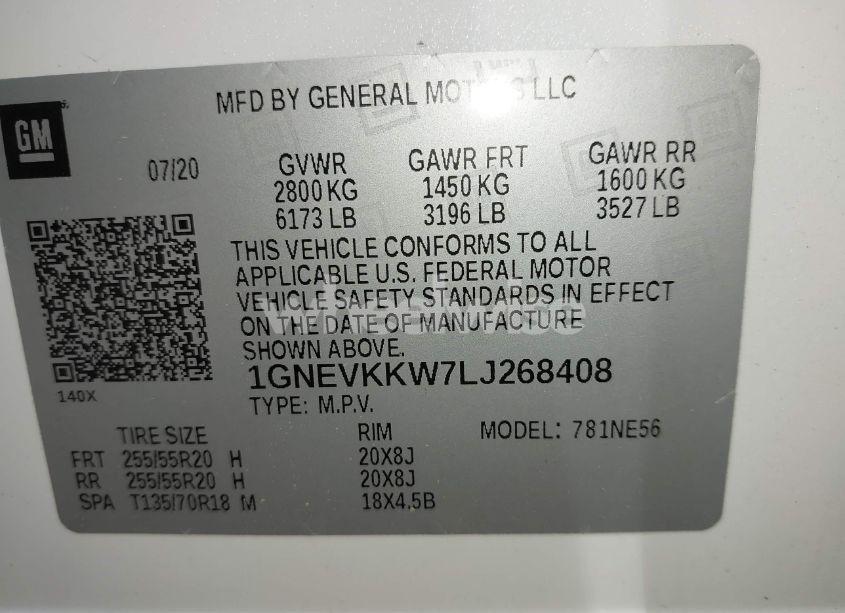 MFD BY GENERAL MOTORS LLC
GM
07/20
GVWR GAWR FRT GAWR RR
2800 KG 1450 KG 1600 KG
6173 LB 3196 LB 3527 LB
THIS VEHICLE CONFORMS TO ALL
APPLICABLE U.S. FEDERAL MOTOR
VEHICLE SAFETY STANDARDS IN EFFECT
ON THE DATE OF MANUFACTURE
SHOWN ABOVE.
1GNEVKKW7LJ268408
140X
TYPE: M.P.V.
TIRE SIZE RIM MODEL: 781NE56
FRT 255/55R20 H 20X8J
RR 255/55R20 H 20X8J
SPA T135/70R18 M 18X4.5B